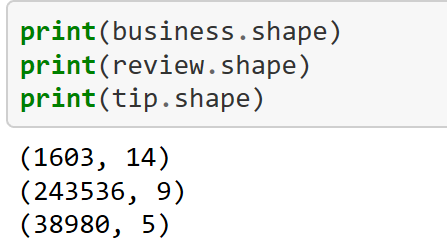 print(business.shape)
print(review.shape)
print(tip.shape)
(1603, 14)
(243536, 9)
(38980, 5)